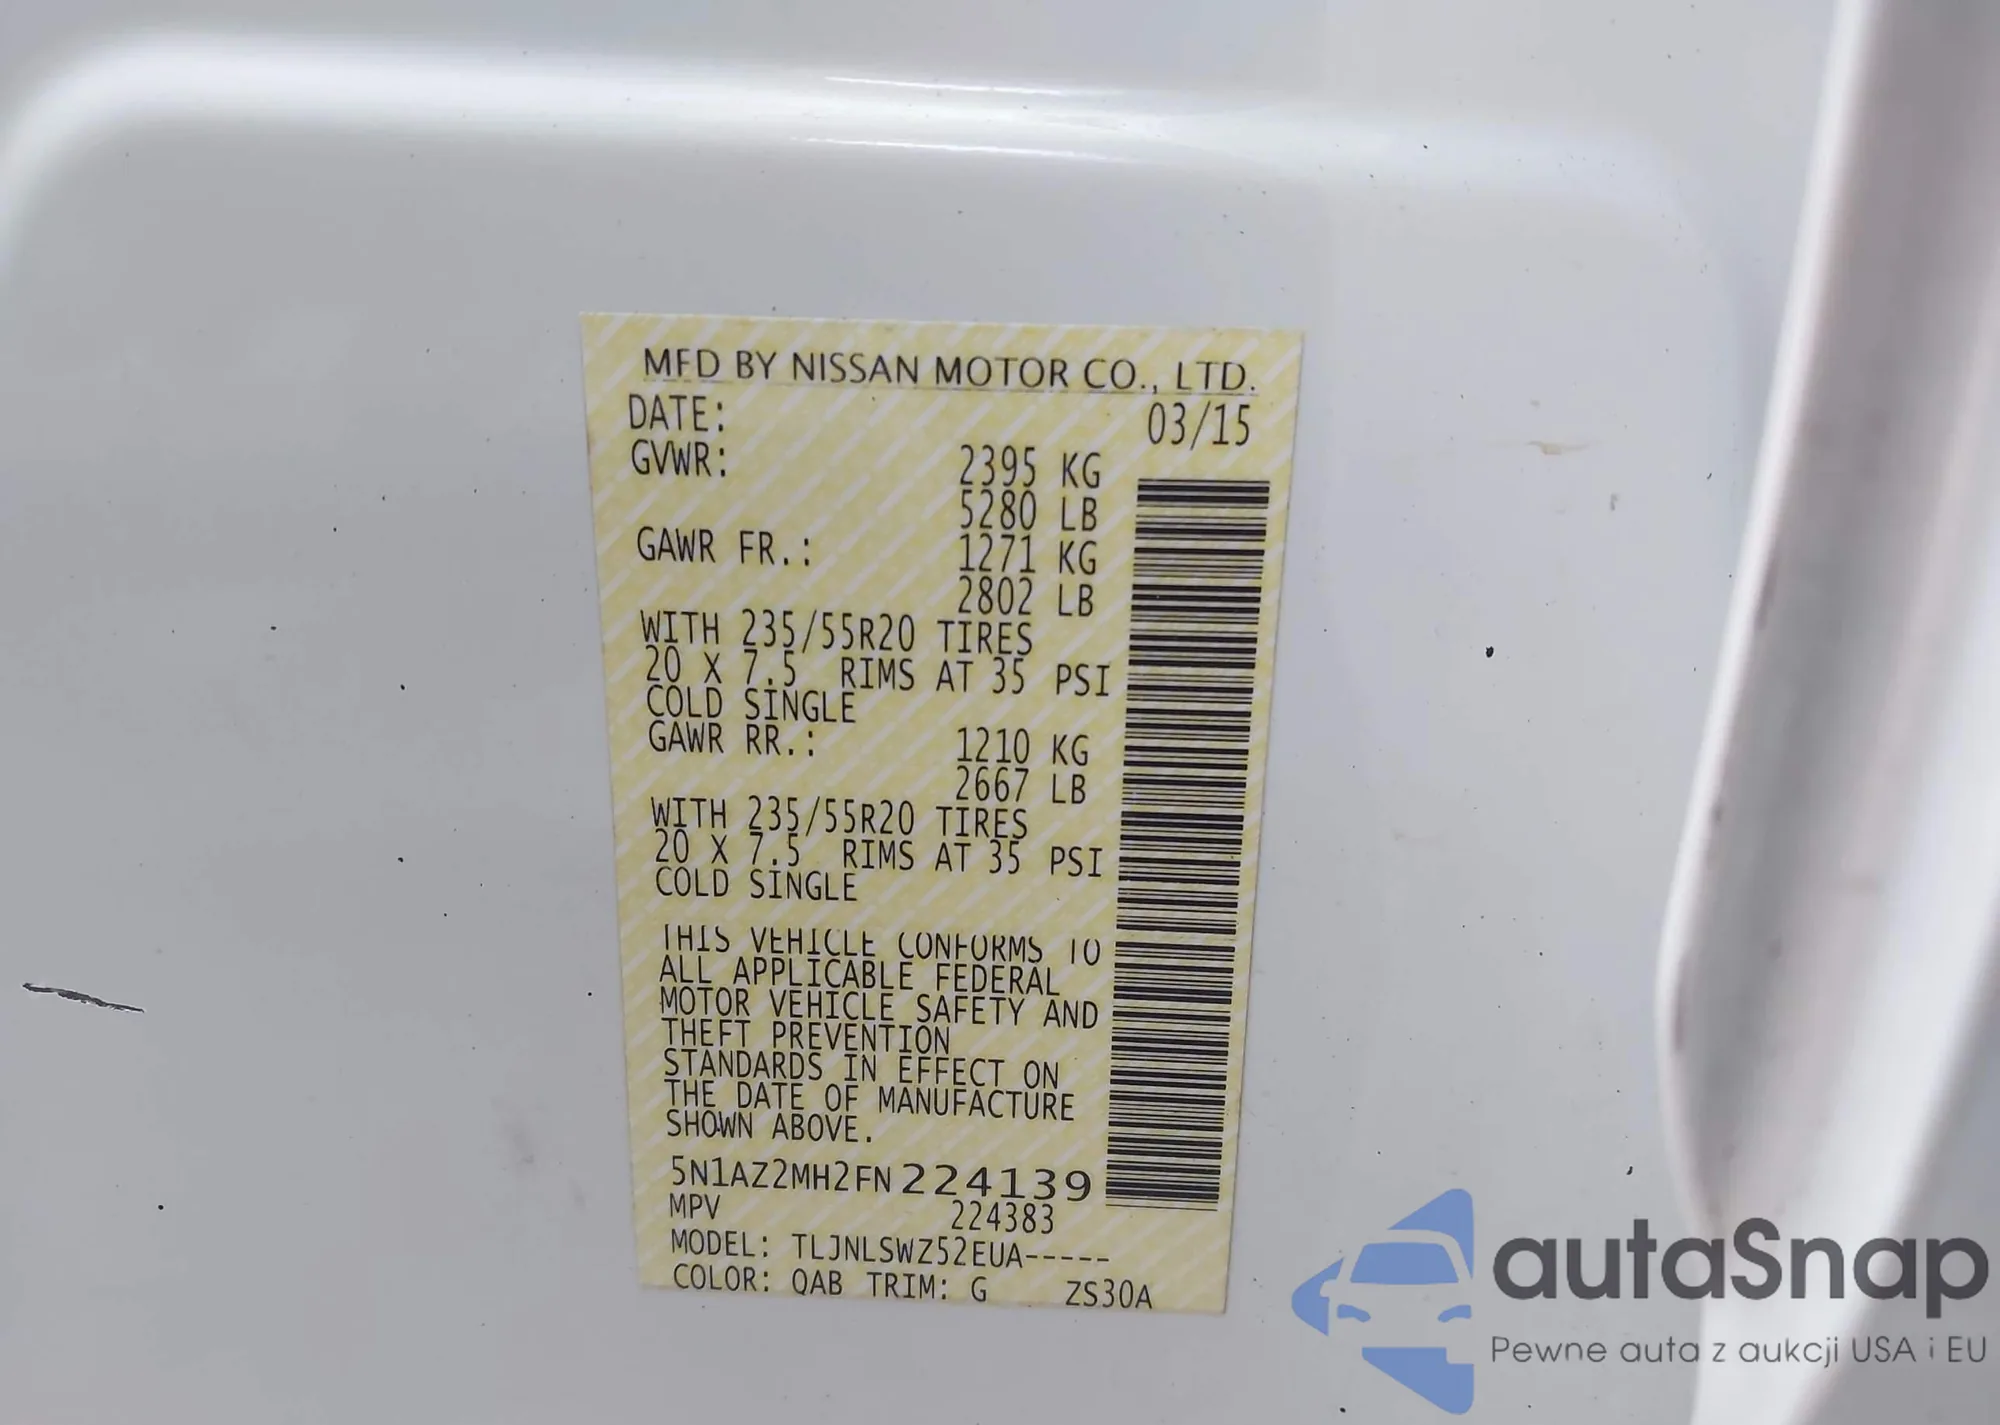 MFD BY NISSAN MOTOR CO., LTD.
DATE: 03/15
GVWR: 2395 KG
5280 LB
GAWR FR.: 1271 KG
2802 LB
WITH 235/55R20 TIRES
20 X 7.5 RIMS AT 35 PSI
COLD SINGLE
GAWR RR.: 1210 KG
2667 LB
WITH 235/55R20 TIRES
20 X 7.5 RIMS AT 35 PSI
COLD SINGLE
THIS VEHICLE CONFORMS TO
ALL APPLICABLE FEDERAL
MOTOR VEHICLE SAFETY AND
THEFT PREVENTION
STANDARDS IN EFFECT ON
THE DATE OF MANUFACTURE
SHOWN ABOVE.
5N1AZ2MH2FN224139
MPV 224383
MODEL: TLJNLSWZ52EUA-----
COLOR: QAB TRIM: G ZS30A
autaSnap
Pewne auta z aukcji USA i EU